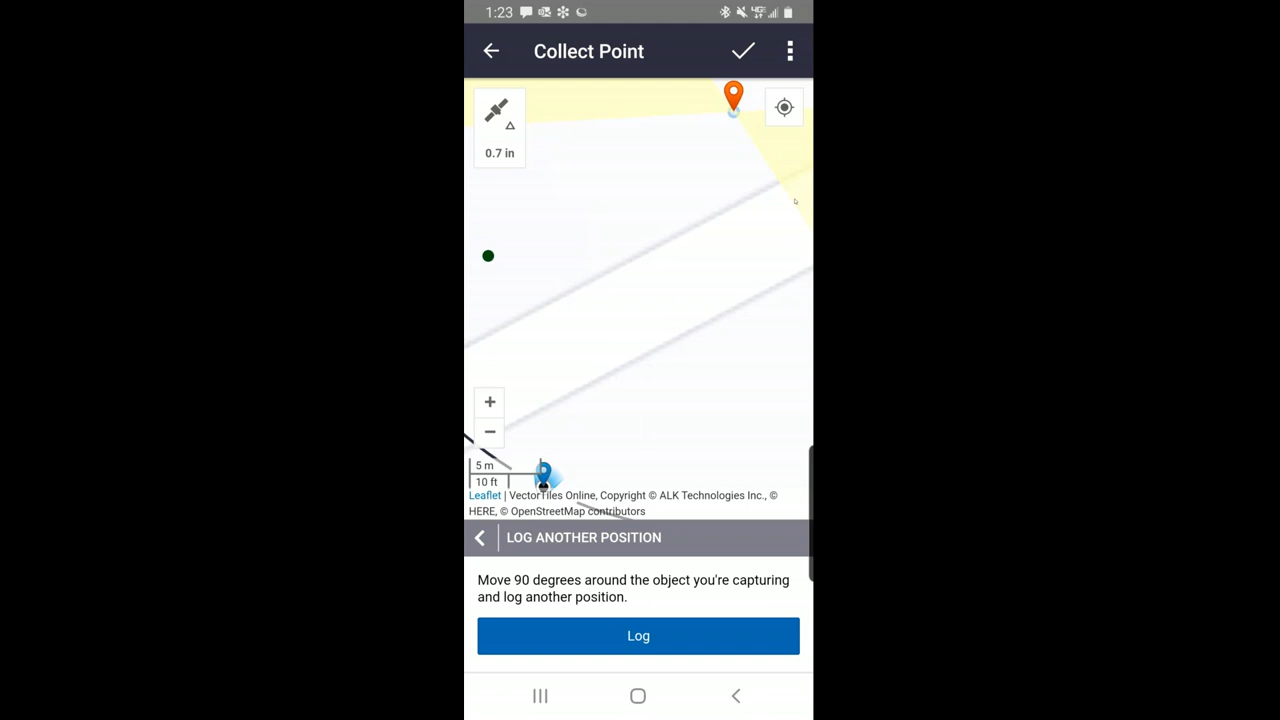 1:23
Collect Point
0.7 in
+
−
5 m
10 ft
Leaflet | VectorTiles Online, Copyright © ALK Technologies Inc., ©
HERE, © OpenStreetMap contributors
LOG ANOTHER POSITION
Move 90 degrees around the object you're capturing
and log another position.
Log